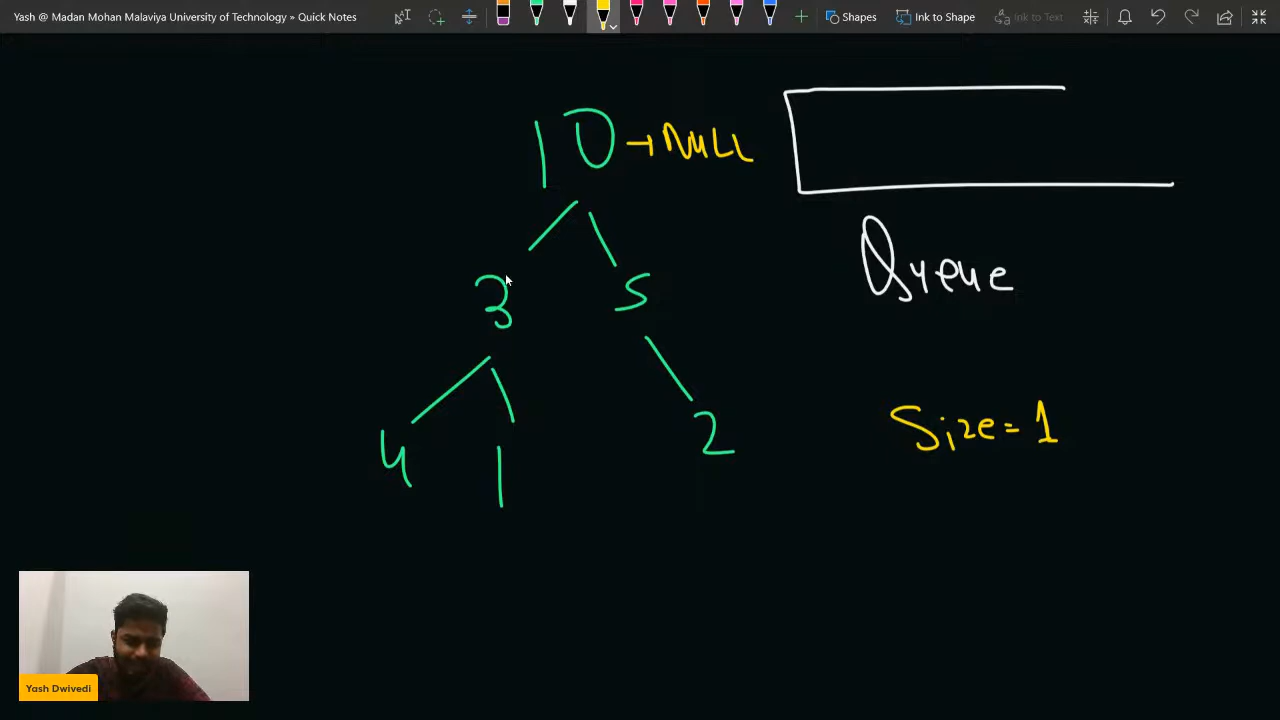 Yash @ Madan Mohan Malaviya University of Technology » Quick Notes
Shapes
Ink to Shape
Ink to Text
10 → NULL
3 5
Queue
4 1 2
Size = 1
Yash Dwivedi